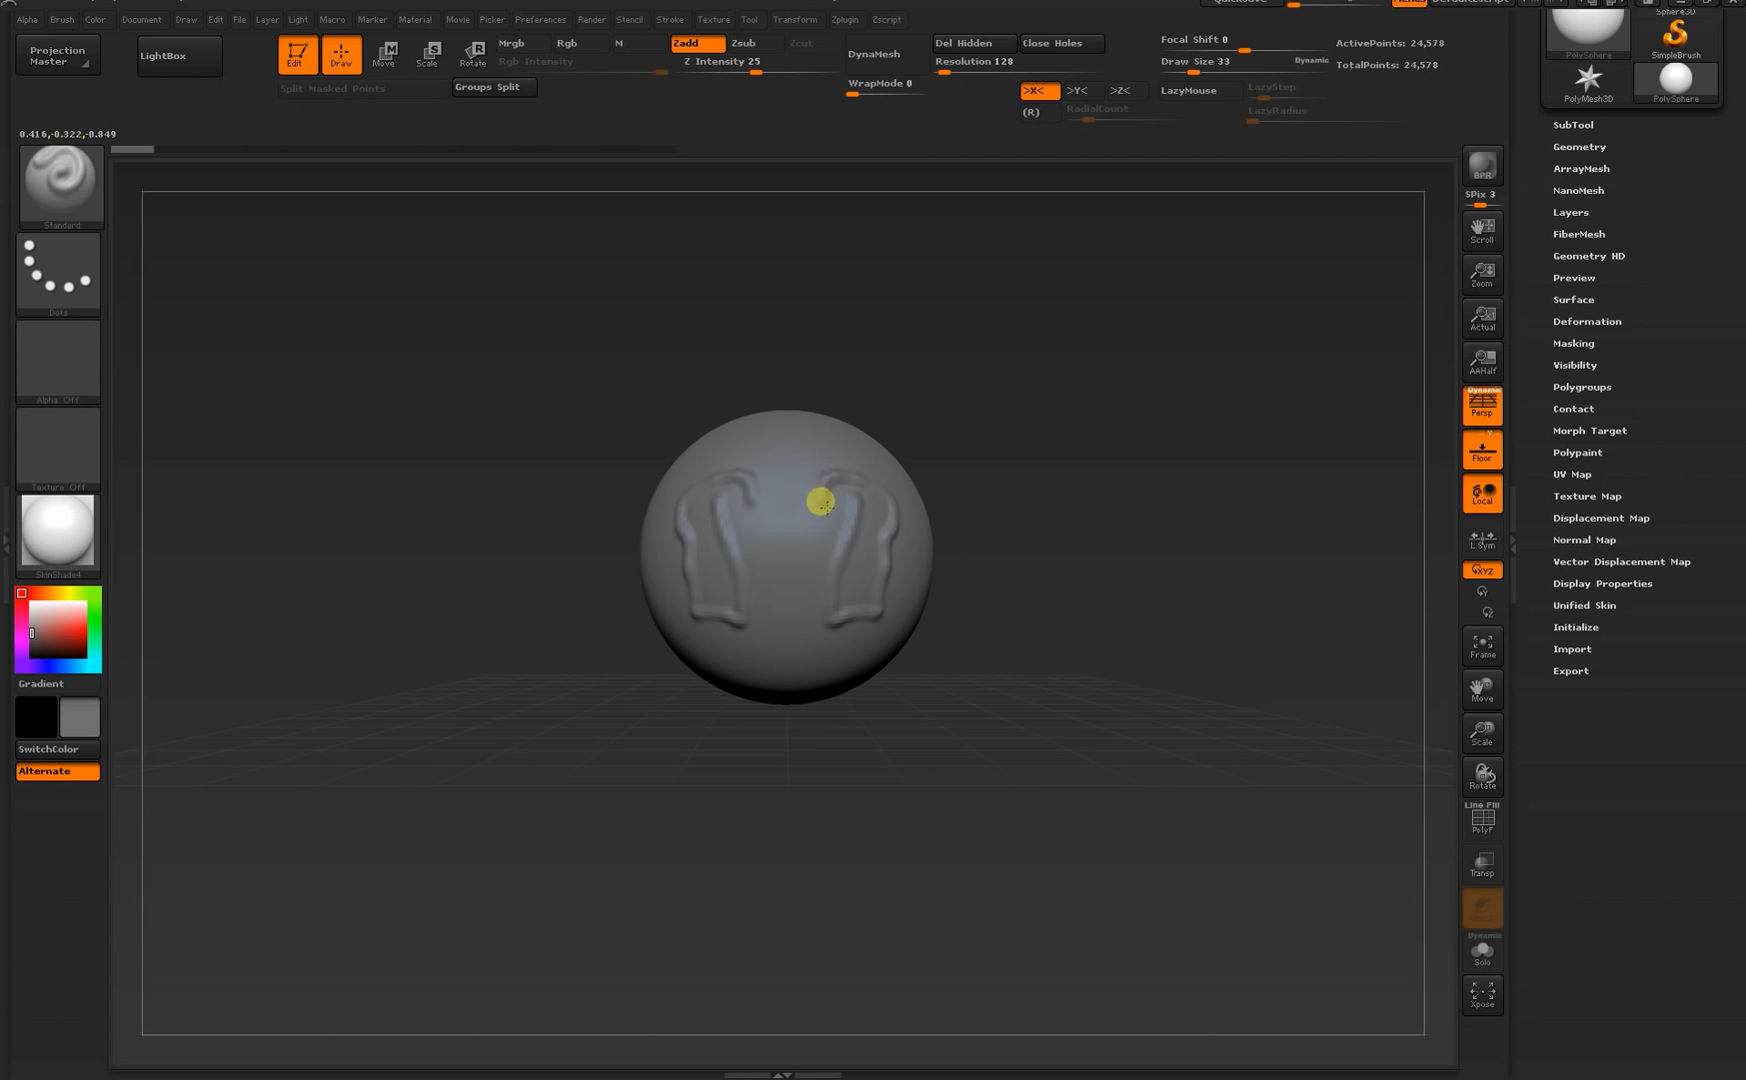 QuickSave
Menus
DefaultZScript
Alpha Brush Color Document Draw Edit File Layer Light Macro Marker Material Movie Picker Preferences Render Stencil Stroke Texture Tool Transform Zplugin Zscript
Projection
Master
LightBox
Edit
Draw
Move
Scale
Rotate
Mrgb Rgb M Zadd Zsub Zcut
Rgb Intensity Z Intensity 25
Split Masked Points Groups Split
DynaMesh
WrapMode 0
Del Hidden Close Holes
Resolution 128
>X< >Y< >Z<
(R) RadialCount
Focal Shift 0
Draw Size 33 Dynamic
LazyMouse LazyStep
LazyRadius
ActivePoints: 24,578
TotalPoints: 24,578
0.416,-0.322,-0.849
Standard
Dots
Alpha Off
Texture Off
SkinShade4
Gradient
SwitchColor
Alternate
BPR
SPix 3
Scroll
Zoom
Actual
AAHalf
Dynamic
Persp
Floor
Local
L.Sym
XYZ
Frame
Move
Scale
Rotate
Line Fill
PolyF
Transp
Dynamic
Solo
Xpose
Sphere3D
PolySphere SimpleBrush
PolyMesh3D PolySphere
SubTool
Geometry
ArrayMesh
NanoMesh
Layers
FiberMesh
Geometry HD
Preview
Surface
Deformation
Masking
Visibility
Polygroups
Contact
Morph Target
Polypaint
UV Map
Texture Map
Displacement Map
Normal Map
Vector Displacement Map
Display Properties
Unified Skin
Initialize
Import
Export